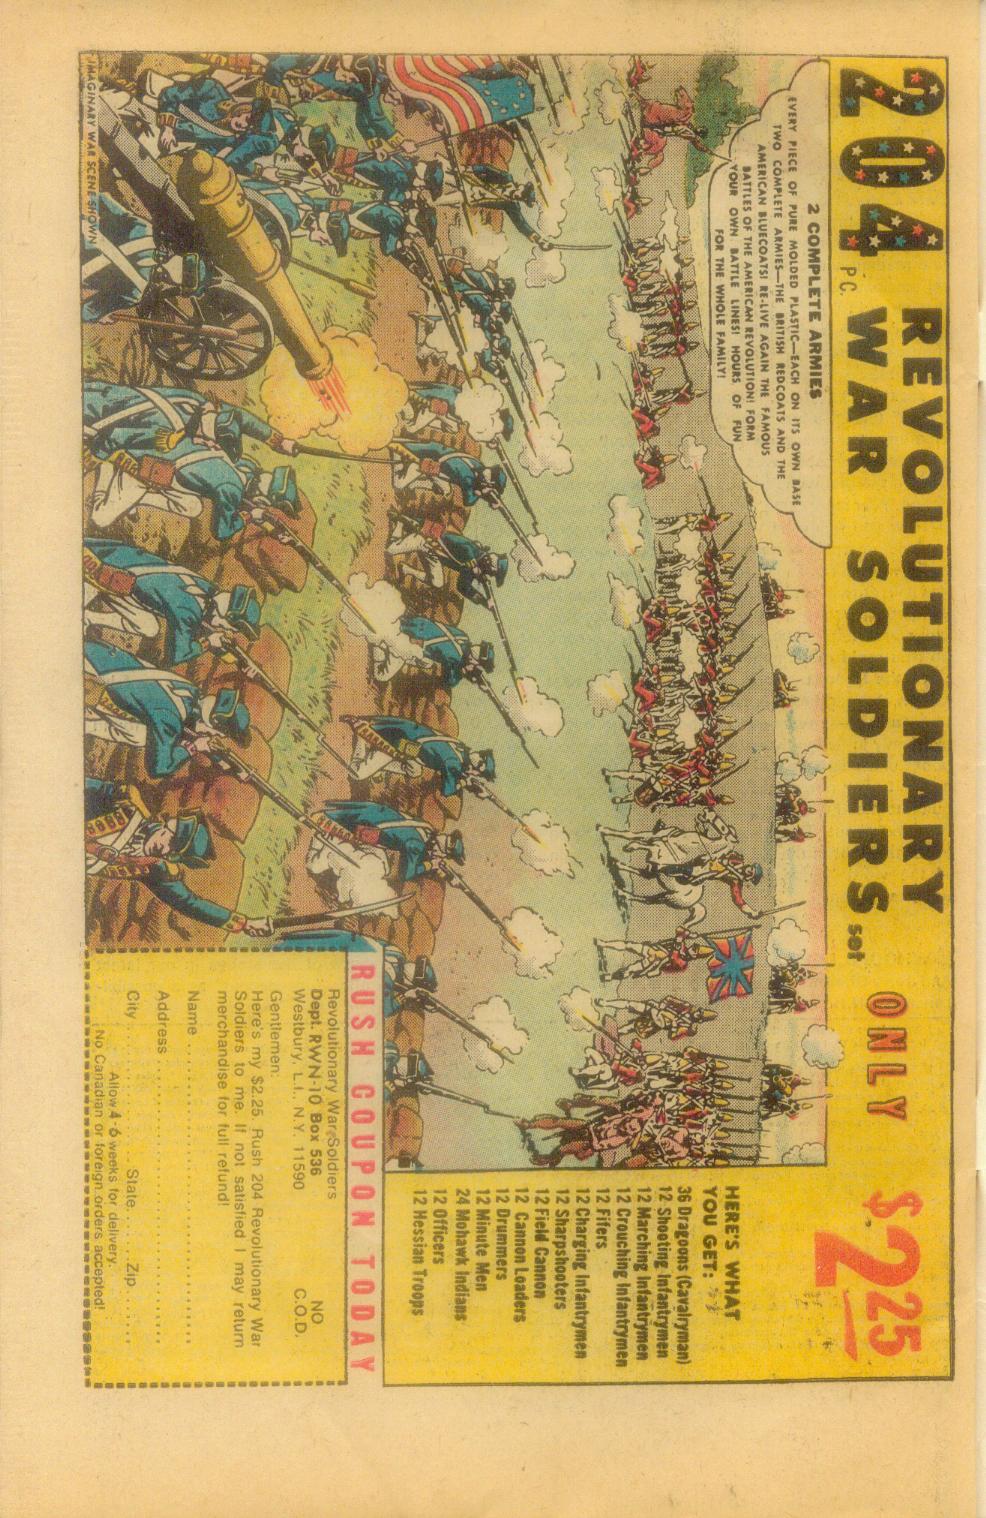 204 REVOLUTIONARY
P C. WAR SOLDIERS set
ONLY $2.25
2 COMPLETE ARMIES
EVERY PIECE OF PURE MOLDED PLASTIC—EACH ON ITS OWN BASE
TWO COMPLETE ARMIES—THE BRITISH REDCOATS AND THE
AMERICAN BLUECOATS! RE-LIVE AGAIN THE FAMOUS
BATTLES OF THE AMERICAN REVOLUTION! FORM
YOUR OWN BATTLE LINES! HOURS OF FUN
FOR THE WHOLE FAMILY!
IMAGINARY WAR SCENE SHOWN
HERE'S WHAT
YOU GET:
36 Dragoons (Cavalryman)
12 Shooting Infantrymen
12 Marching Infantrymen
12 Crouching Infantrymen
12 Fifers
12 Charging Infantrymen
12 Sharpshooters
12 Field Cannon
12 Cannon Loaders
12 Drummers
12 Minute Men
24 Mohawk Indians
12 Officers
12 Hessian Troops
RUSH COUPON TODAY
Revolutionary War Soldiers
Dept. RWN-10 Box 536
Westbury, L.I., N.Y. 11590
NO
C.O.D.
Gentlemen:
Here's my $2.25 Rush 204 Revolutionary War
Soldiers to me. If not satisfied I may return
merchandise for full refund!
Name
Address
City State Zip
Allow 4-6 weeks for delivery.
No Canadian or foreign orders accepted!